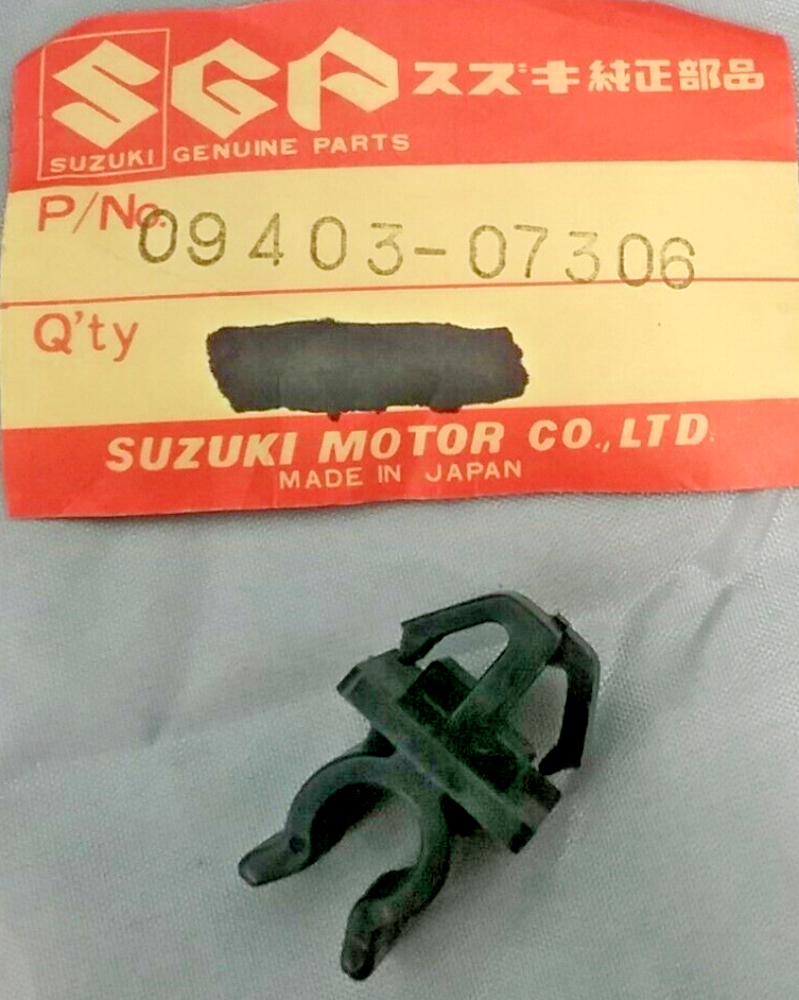 SGP スズキ純正部品
SUZUKI GENUINE PARTS
P/No. 09403-07306
Q'ty
SUZUKI MOTOR CO.,LTD.
MADE IN JAPAN